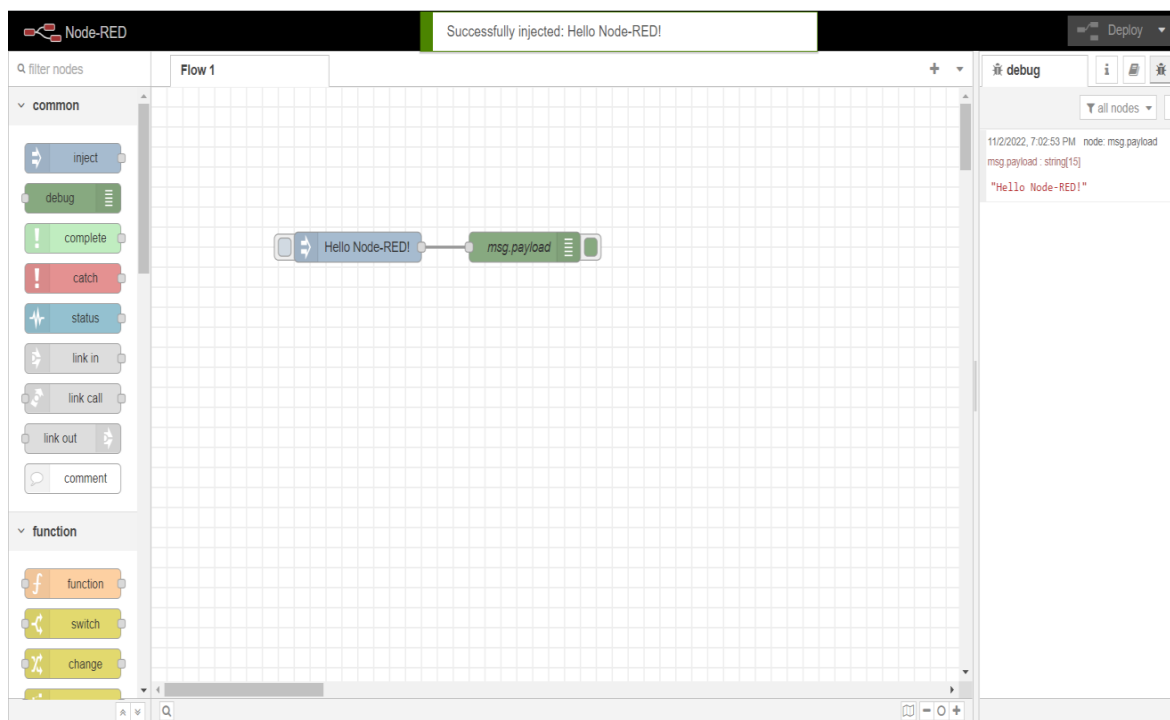 Node-RED
Successfully injected: Hello Node-RED!
Deploy
filter nodes
Flow 1
debug
i
common
all nodes
inject
debug
complete
catch
status
link in
link call
link out
comment
function
function
switch
change
Hello Node-RED!
msg.payload
11/2/2022, 7:02:53 PM node: msg.payload
msg.payload : string[15]
"Hello Node-RED!"